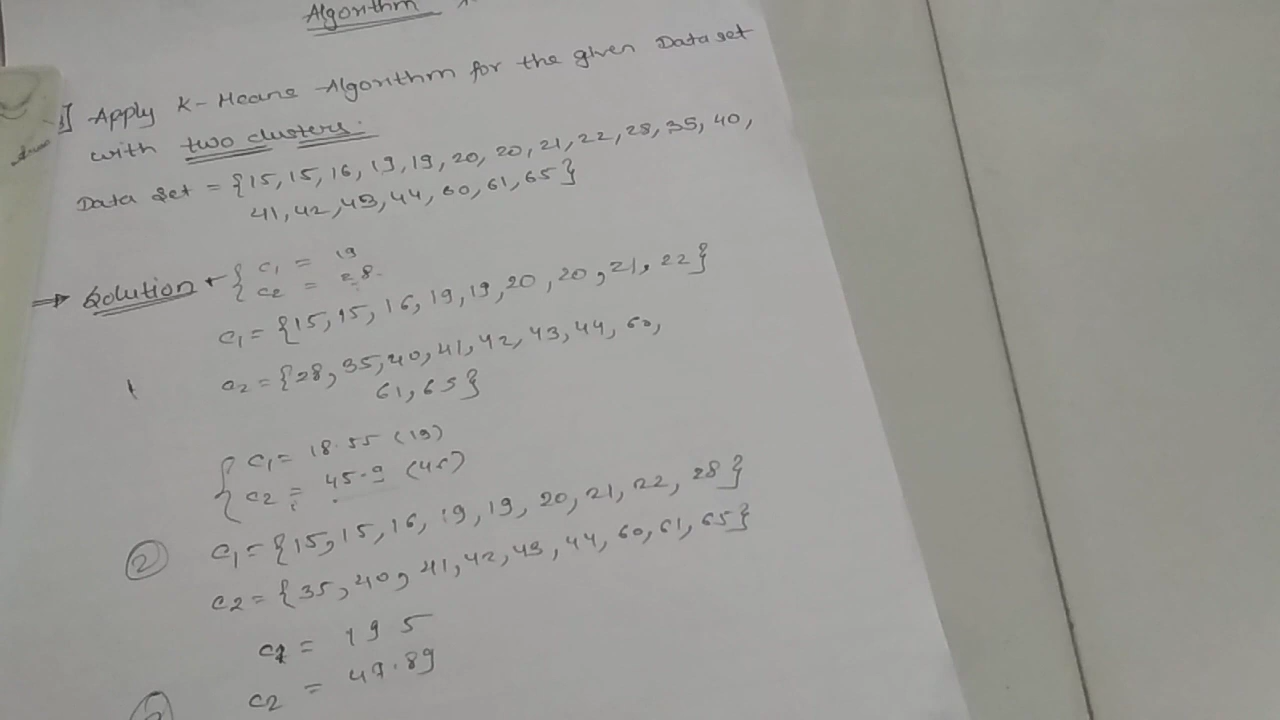 Algorithm
1] Apply K-Means Algorithm for the given Dataset
with two clusters.
Data Set = {15, 15, 16, 19, 19, 20, 20, 21, 22, 28, 35, 40,
41, 42, 43, 44, 60, 61, 65}
⇒ Solution → { C1 = 19
C2 = 28.
C1 = {15, 15, 16, 19, 19, 20, 20, 21, 22}
C2 = {28, 35, 40, 41, 42, 43, 44, 60,
61, 65}
{ C1 = 18.55 (19)
C2 = 45.9 (46)
② C1 = {15, 15, 16, 19, 19, 20, 21, 22, 28}
C2 = {35, 40, 41, 42, 43, 44, 60, 61, 65}
C1 = 19 5
C2 = 47.89